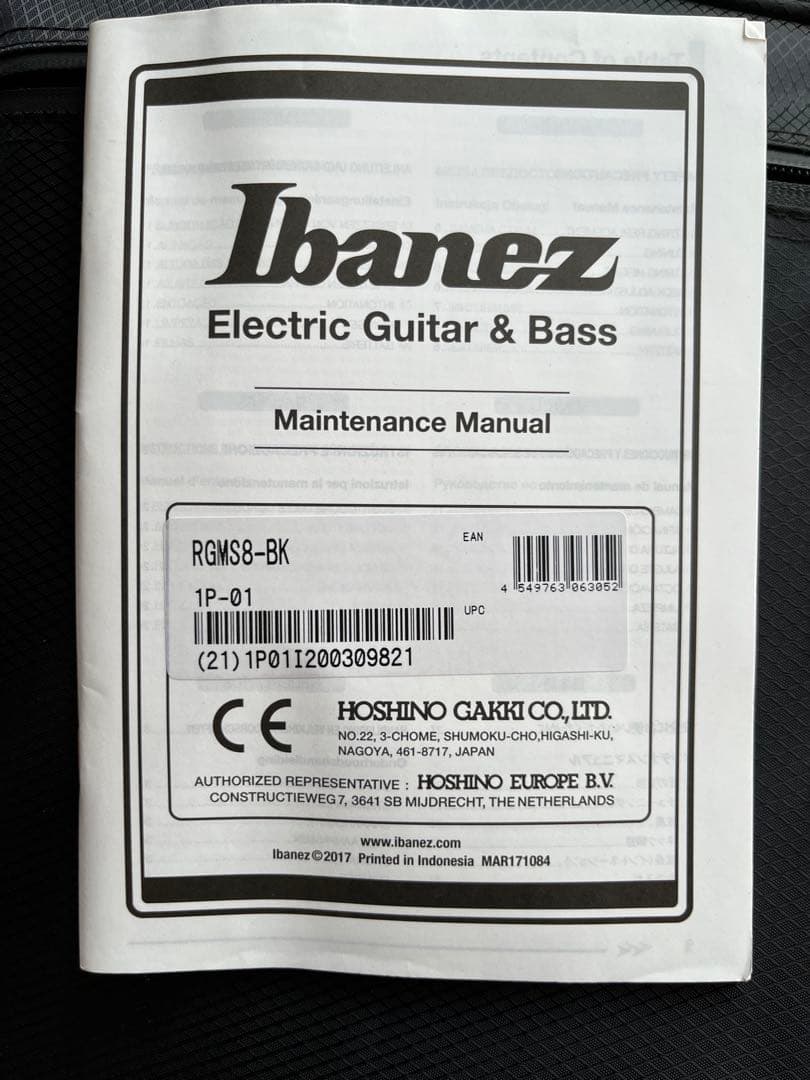 Ibanez
Electric Guitar & Bass
Maintenance Manual
RGMS8-BK
EAN
4 549763 063052
1P-01
UPC
(21)1P01I200309821
CE
HOSHINO GAKKI CO., LTD.
NO.22, 3-CHOME, SHUMOKU-CHO,HIGASHI-KU,
NAGOYA, 461-8717, JAPAN
AUTHORIZED REPRESENTATIVE : HOSHINO EUROPE B.V.
CONSTRUCTIEWEG 7, 3641 SB MIJDRECHT, THE NETHERLANDS
www.ibanez.com
Ibanez©2017 Printed in Indonesia MAR171084